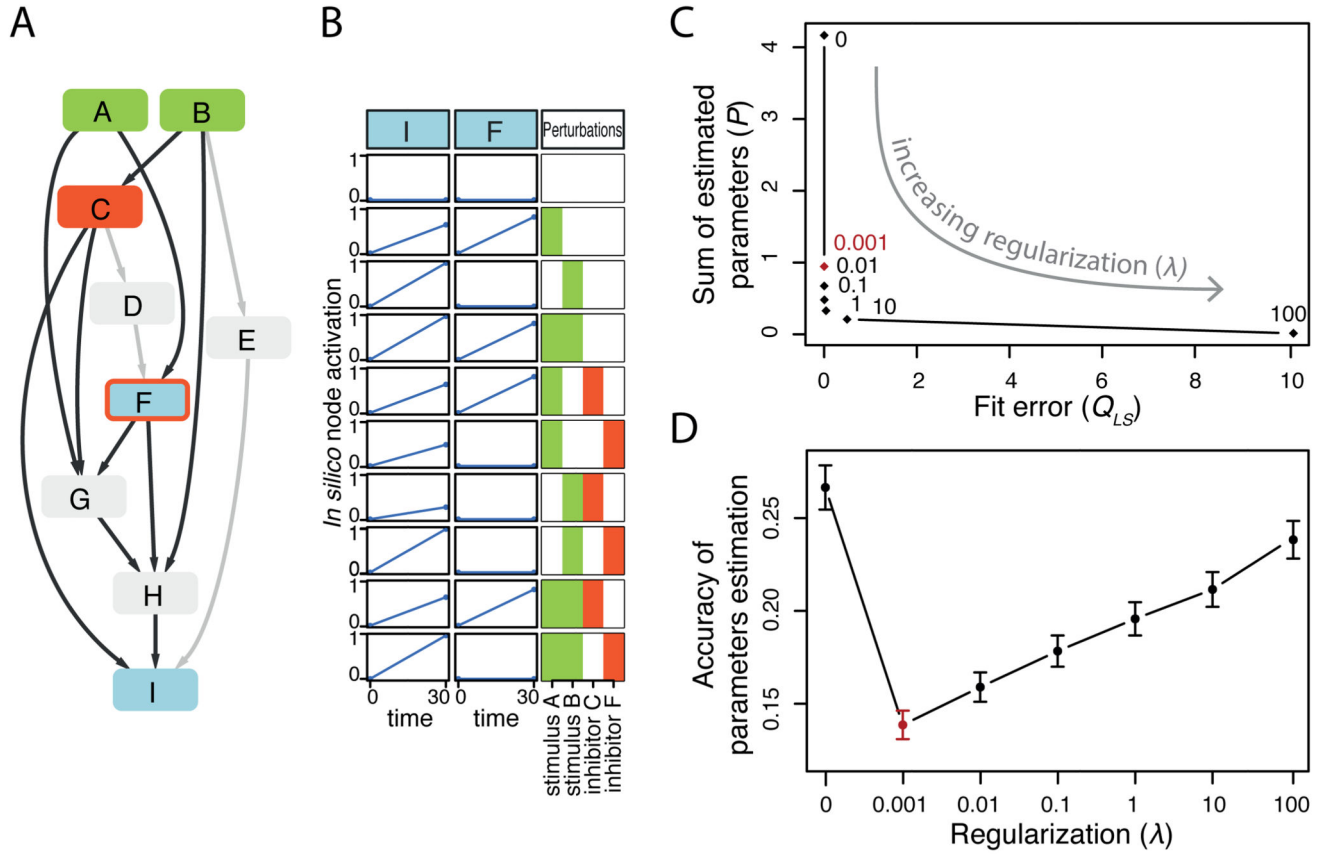 A
A
B
C
D
E
F
G
H
I
B
I
F
Perturbations
1
0
1
0
1
0
1
0
1
0
1
0
1
0
1
0
1
0
1
0
In silico node activation
0
30
0
30
time
time
stimulus A
stimulus B
inhibitor C
inhibitor F
C
Sum of estimated
parameters (P)
4
3
2
1
0
0
increasing regularization (λ)
0.001
0.01
0.1
1
10
100
0
2
4
6
8
10
Fit error (QLS)
D
Accuracy of
parameters estimation
0.25
0.20
0.15
0
0.001
0.01
0.1
1
10
100
Regularization (λ)